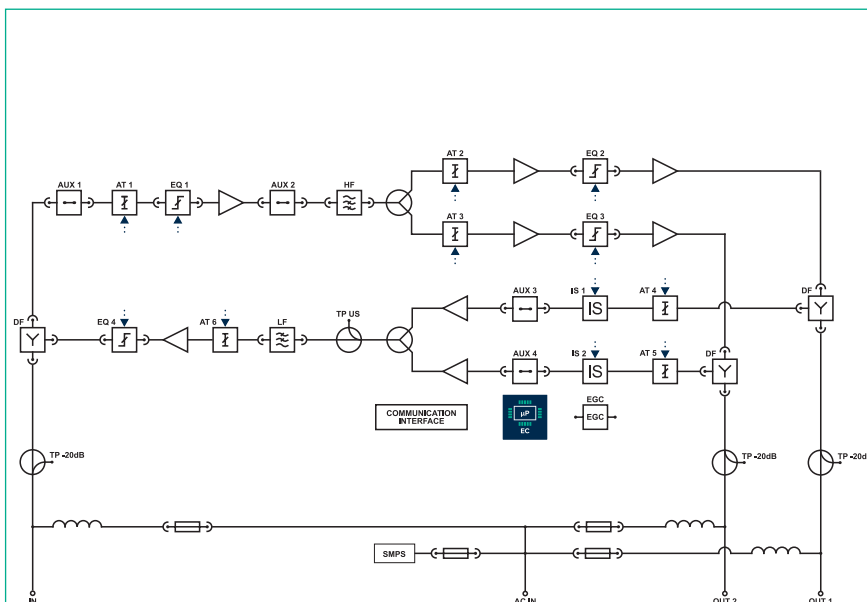 AT 2
EQ 2
AUX 1
AT 1
EQ 1
AUX 2
HF
AT 3
EQ 3
AUX 3
IS 1
IS
AT 4
DF
TP US
DF
EQ 4
AT 6
LF
AUX 4
IS 2
IS
AT 5
DF
COMMUNICATION
INTERFACE
µP
EC
EGC
EGC
TP -20dB
TP -20dB
TP -20d
SMPS
IN
AC IN
OUT 2
OUT 1